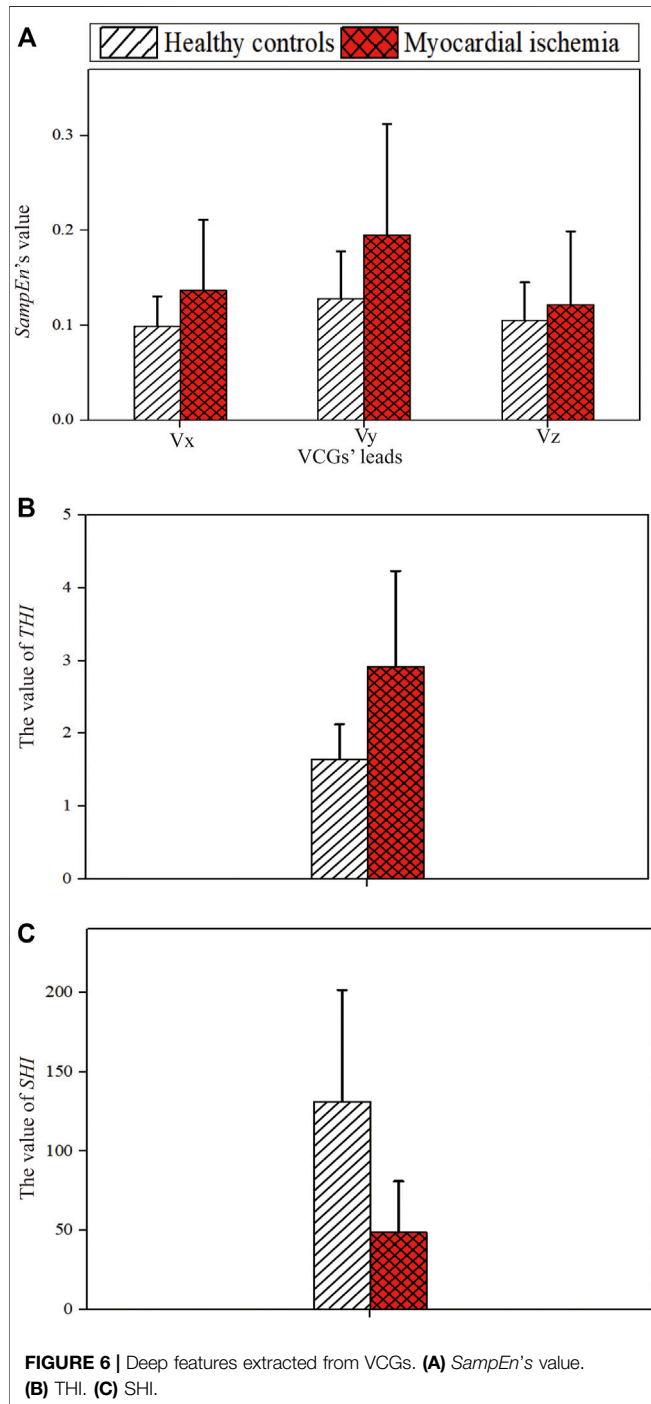 A
Healthy controls Myocardial ischemia
SampEn's value
0.3
0.2
0.1
0.0
Vx Vy Vz
VCGs' leads
B
The value of THI
5
4
3
2
1
0
C
The value of SHI
200
150
100
50
0
FIGURE 6 | Deep features extracted from VCGs. (A) SampEn's value.
(B) THI. (C) SHI.